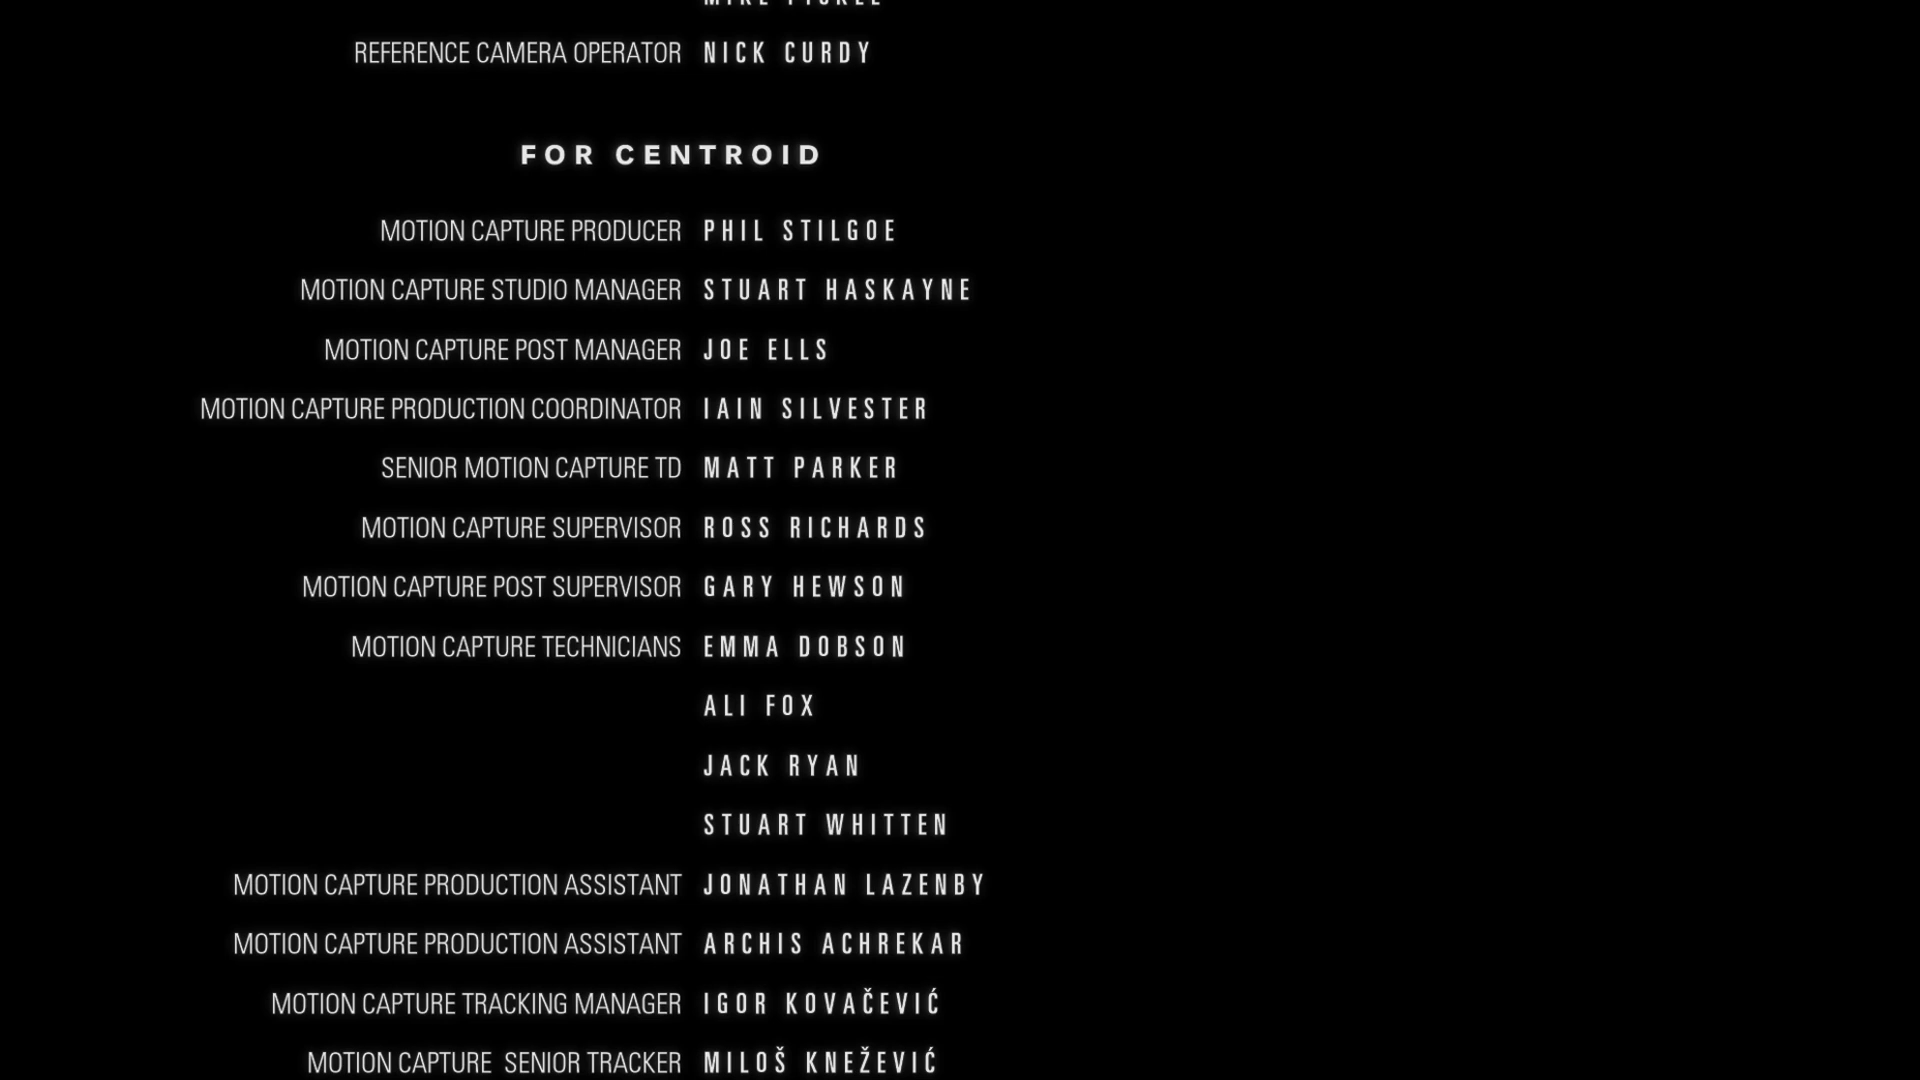 REFERENCE CAMERA OPERATOR NICK CURDY
FOR CENTROID
MOTION CAPTURE PRODUCER PHIL STILGOE
MOTION CAPTURE STUDIO MANAGER STUART HASKAYNE
MOTION CAPTURE POST MANAGER JOE ELLS
MOTION CAPTURE PRODUCTION COORDINATOR IAIN SILVESTER
SENIOR MOTION CAPTURE TD MATT PARKER
MOTION CAPTURE SUPERVISOR ROSS RICHARDS
MOTION CAPTURE POST SUPERVISOR GARY HEWSON
MOTION CAPTURE TECHNICIANS EMMA DOBSON
ALI FOX
JACK RYAN
STUART WHITTEN
MOTION CAPTURE PRODUCTION ASSISTANT JONATHAN LAZENBY
MOTION CAPTURE PRODUCTION ASSISTANT ARCHIS ACHREKAR
MOTION CAPTURE TRACKING MANAGER IGOR KOVAČEVIĆ
MOTION CAPTURE SENIOR TRACKER MILOŠ KNEŽEVIĆ